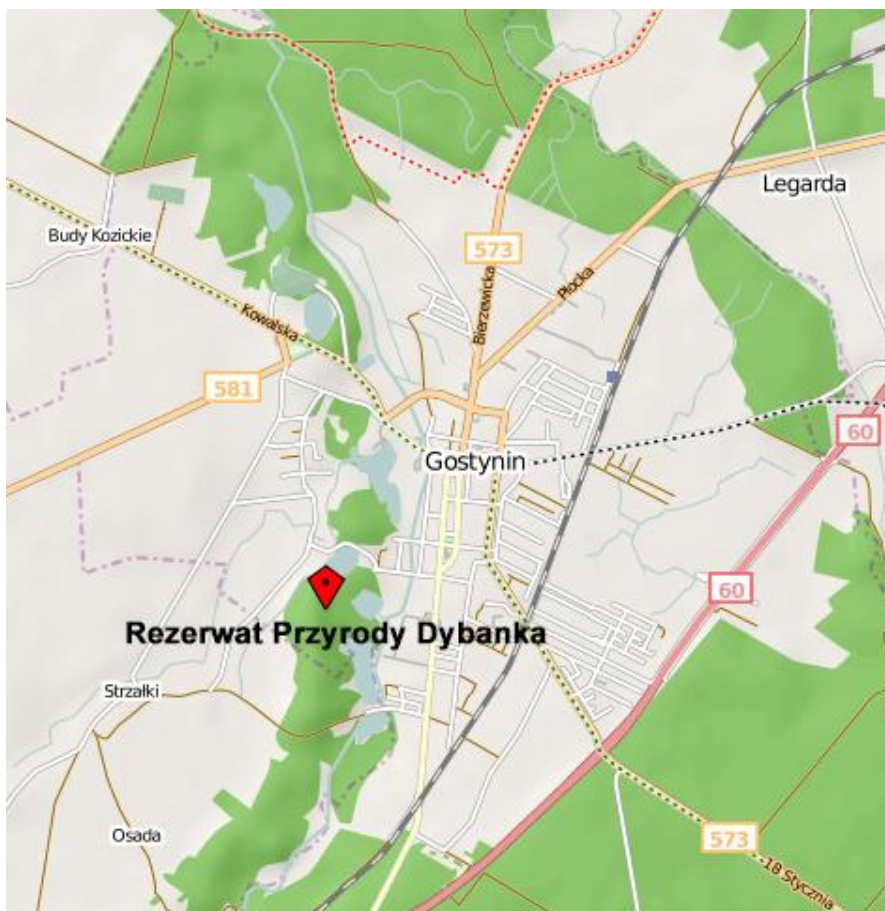 Legarda
Budy Kozickie
573
Płocka
Bierzewicka
Kowalska
581
60
Gostynin
60
Rezerwat Przyrody Dybanka
Strzałki
Osada
573
18 Stycznia